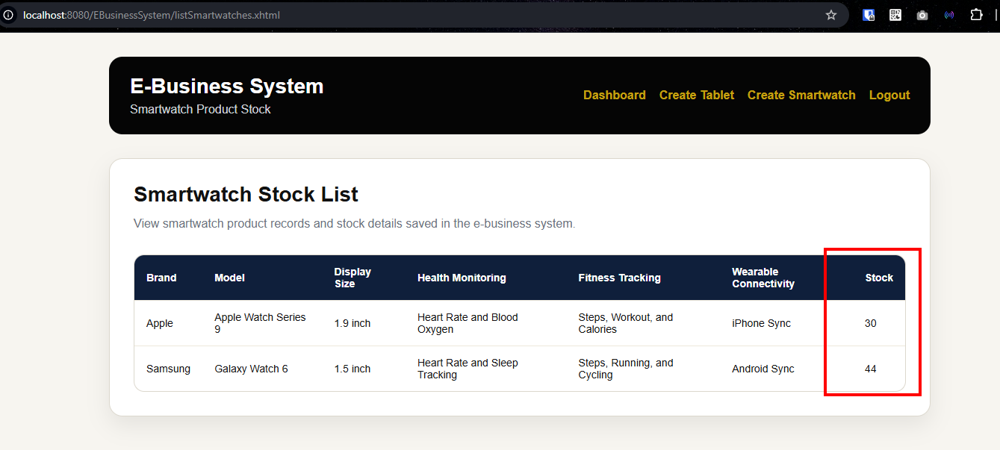 localhost:8080/EBusinessSystem/listSmartwatches.xhtml
E-Business System
Smartwatch Product Stock
Dashboard Create Tablet Create Smartwatch Logout
Smartwatch Stock List
View smartwatch product records and stock details saved in the e-business system.
Brand Model Display Size Health Monitoring Fitness Tracking Wearable Connectivity Stock
Apple Apple Watch Series 9 1.9 inch Heart Rate and Blood Oxygen Steps, Workout, and Calories iPhone Sync 30
Samsung Galaxy Watch 6 1.5 inch Heart Rate and Sleep Tracking Steps, Running, and Cycling Android Sync 44